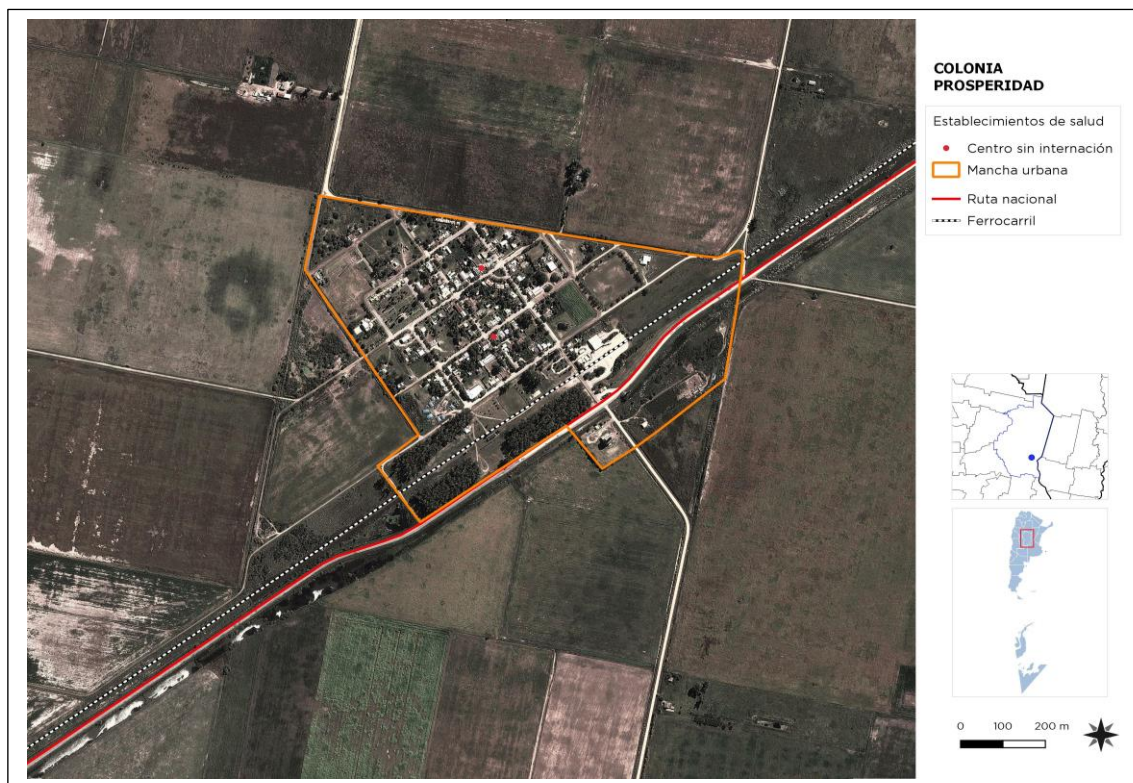 COLONIA
PROSPERIDAD
Establecimientos de salud
Centro sin internación
Mancha urbana
Ruta nacional
Ferrocarril
0 100 200 m